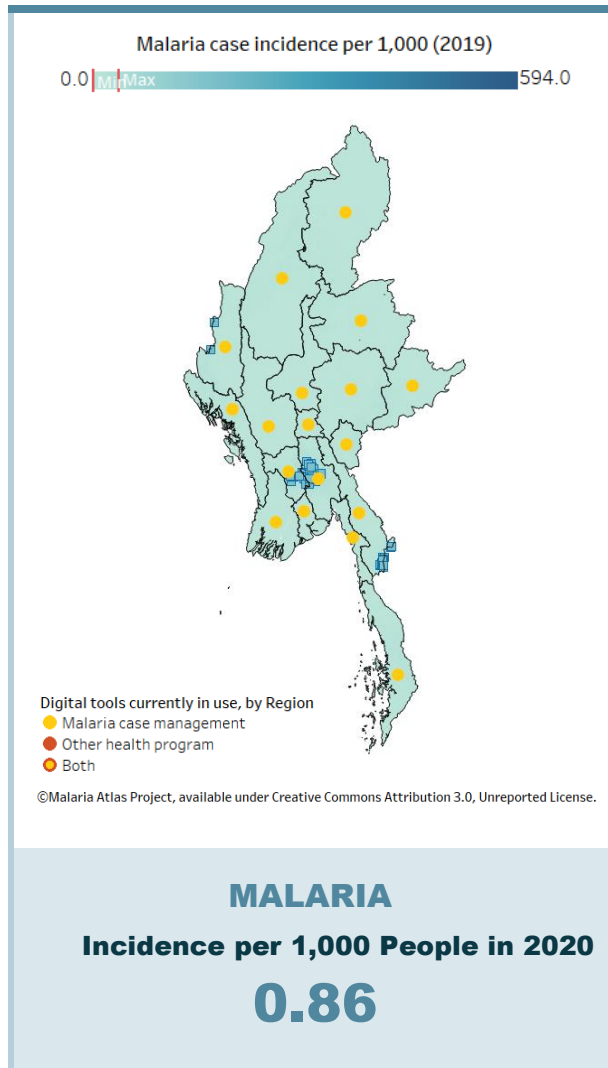 Malaria case incidence per 1,000 (2019)
0.0 Min Max 594.0
Digital tools currently in use, by Region
Malaria case management
Other health program
Both
©Malaria Atlas Project, available under Creative Commons Attribution 3.0, Unreported License.
MALARIA
Incidence per 1,000 People in 2020
0.86